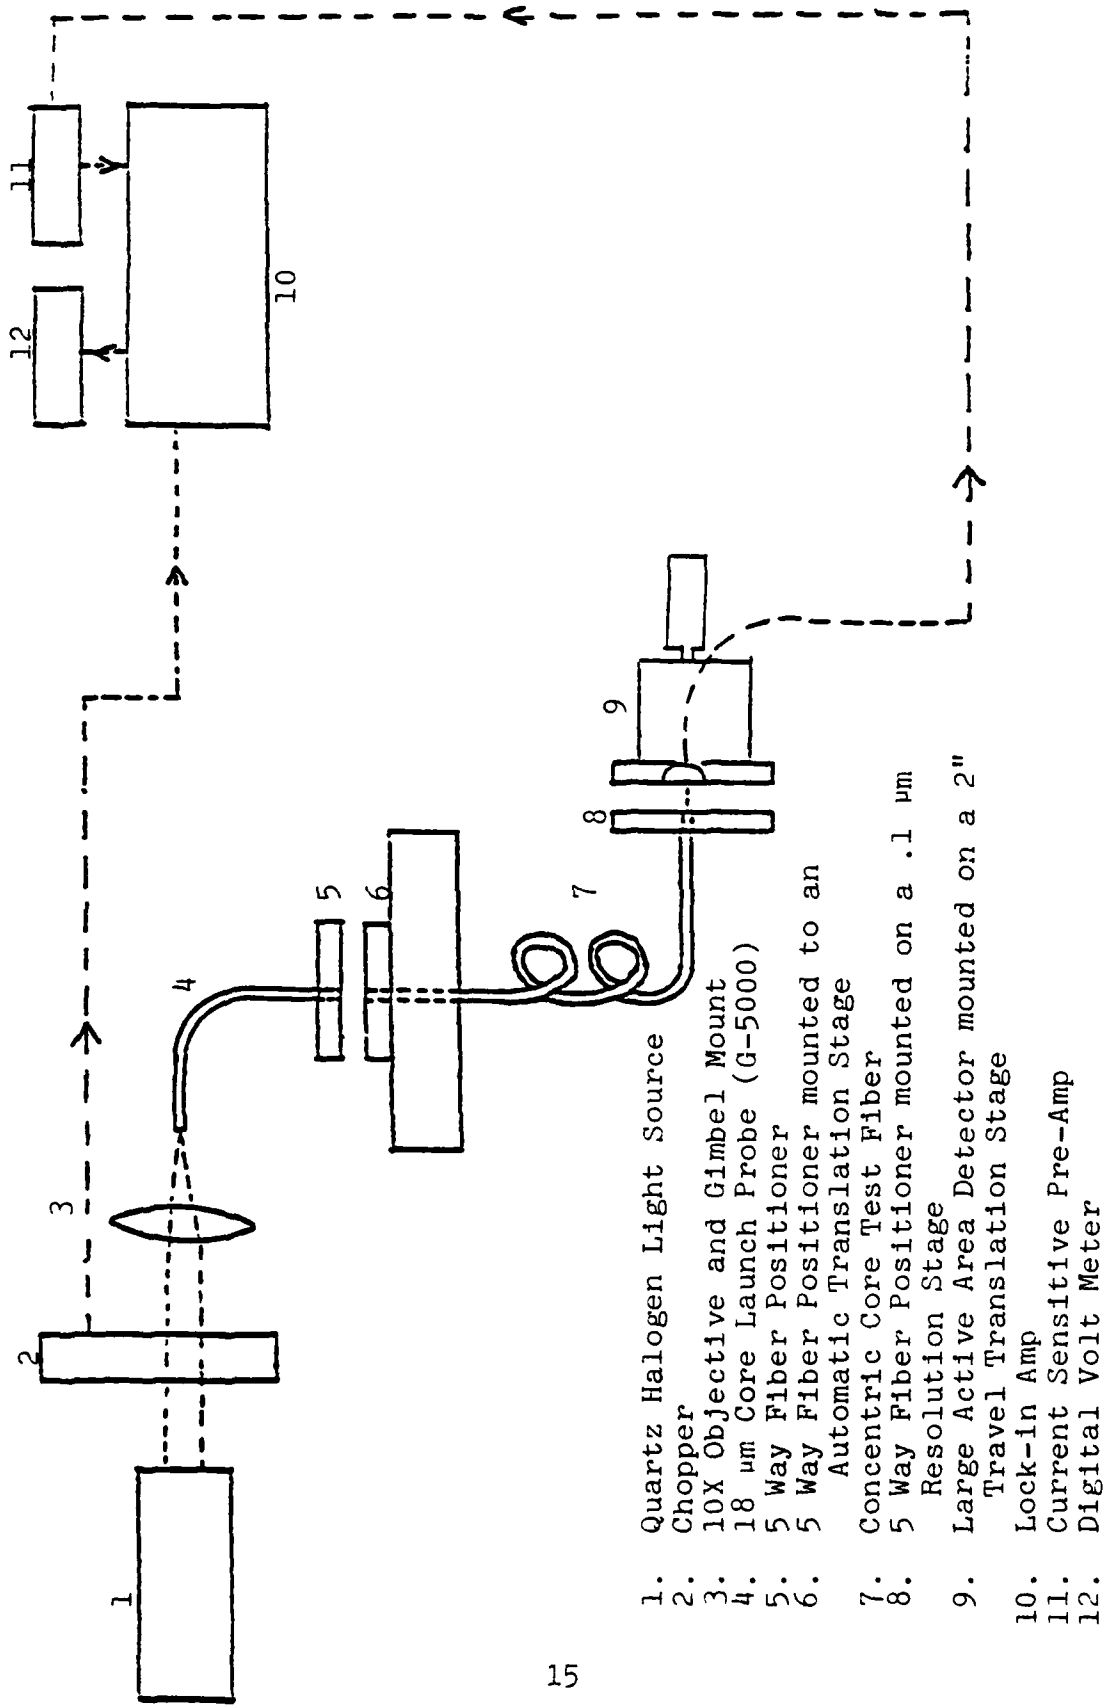 1
2
3
4
5
6
7
8
9
10
11
12
1. Quartz Halogen Light Source
2. Chopper
3. 10X Objective and Gimbel Mount
4. 18 µm Core Launch Probe (G-5000)
5. 5 Way Fiber Positioner
6. 5 Way Fiber Positioner mounted to an
Automatic Translation Stage
7. Concentric Core Test Fiber
8. 5 Way Fiber Positioner mounted on a .1 µm
Resolution Stage
9. Large Active Area Detector mounted on a 2"
Travel Translation Stage
10. Lock-in Amp
11. Current Sensitive Pre-Amp
12. Digital Volt Meter
15